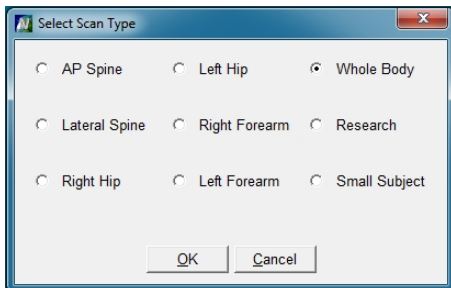 Select Scan Type
AP Spine Left Hip Whole Body
Lateral Spine Right Forearm Research
Right Hip Left Forearm Small Subject
OK Cancel